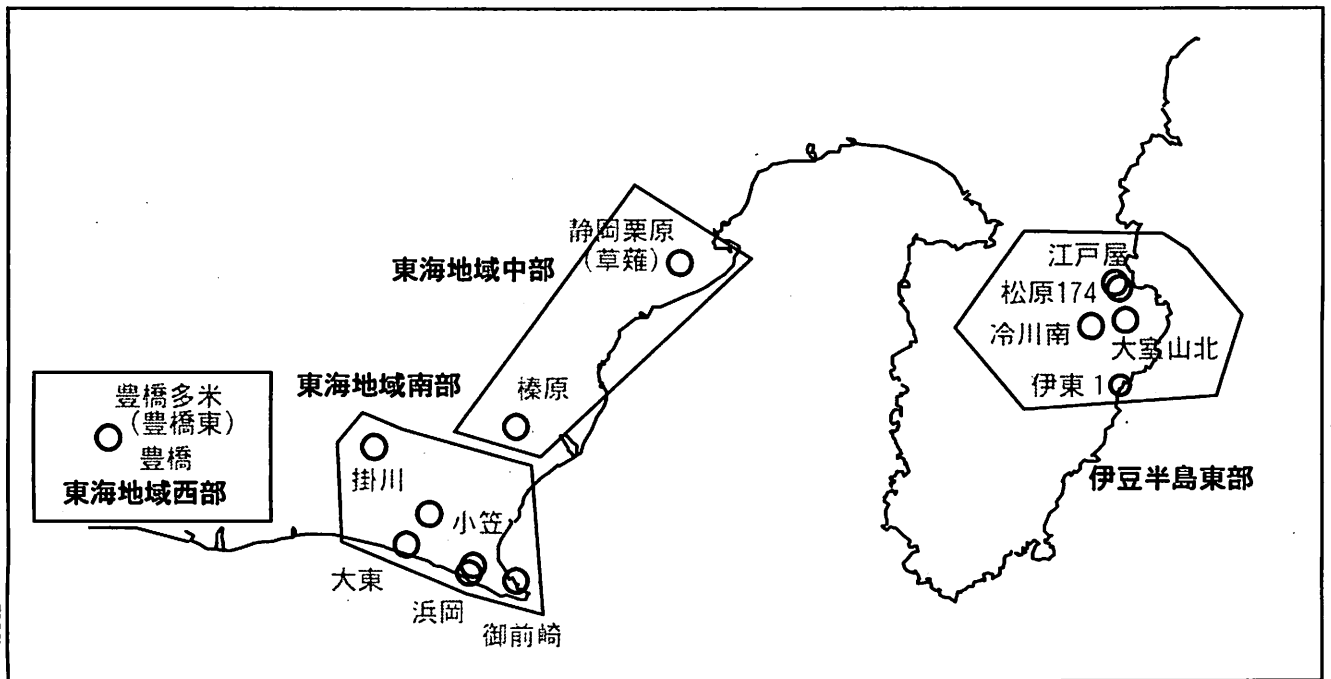 静岡栗原
(草薙)
東海地域中部
榛原
東海地域南部
豊橋多米
(豊橋東)
豊橋
東海地域西部
掛川
小笠
大東
浜岡
御前崎
江戸屋
松原174
冷川南
大室山北
伊東1
伊豆半島東部